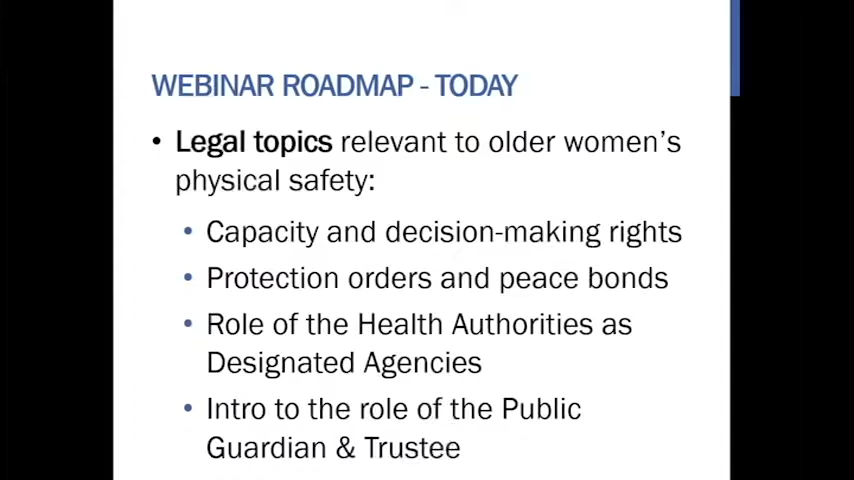 WEBINAR ROADMAP - TODAY
• Legal topics relevant to older women's
physical safety:
• Capacity and decision-making rights
• Protection orders and peace bonds
• Role of the Health Authorities as
Designated Agencies
• Intro to the role of the Public
Guardian & Trustee